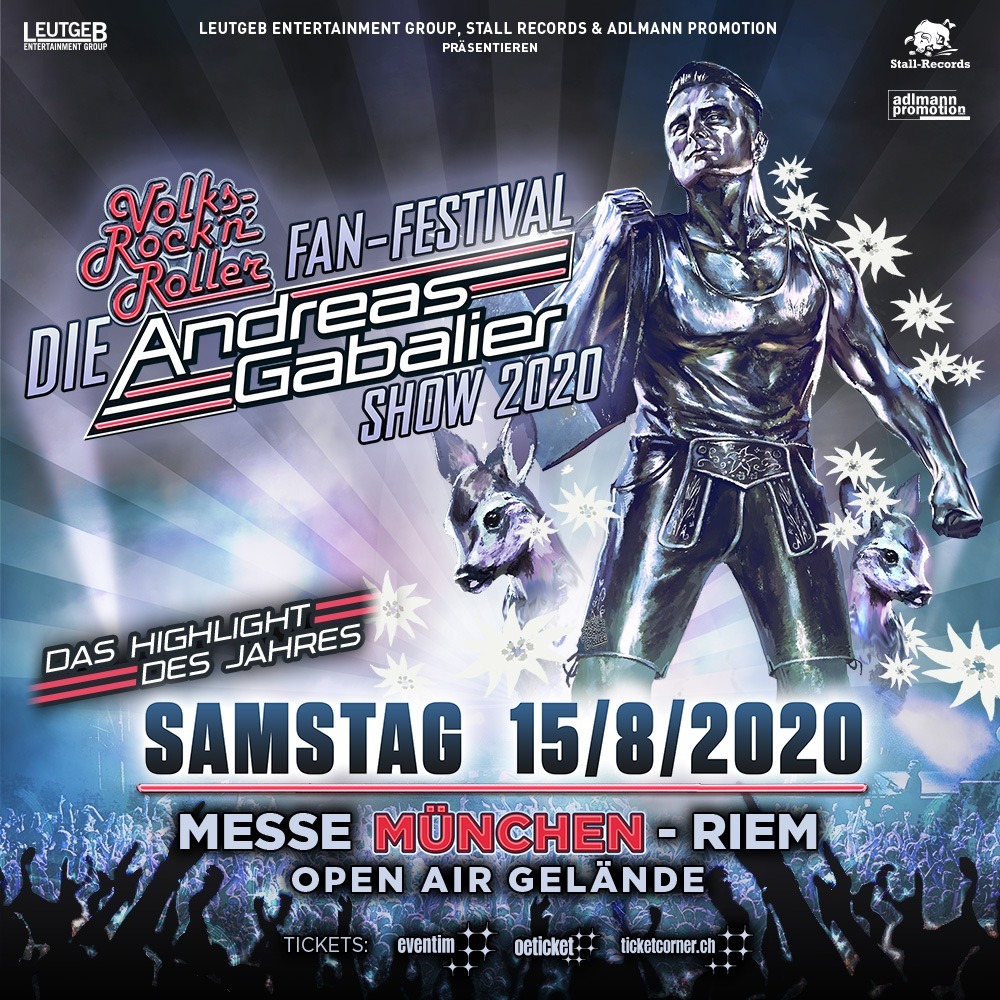 LEUTGEB
ENTERTAINMENT GROUP
LEUTGEB ENTERTAINMENT GROUP, STALL RECORDS & ADLMANN PROMOTION
PRÄSENTIEREN
Stall-Records
adlmann
promotion
Volks-
Rock'n'
Roller
FAN-FESTIVAL
DIE Andreas
Gabalier
SHOW 2020
DAS HIGHLIGHT
DES JAHRES
SAMSTAG 15/8/2020
MESSE MÜNCHEN - RIEM
OPEN AIR GELÄNDE
TICKETS: eventim oeticket ticketcorner.ch